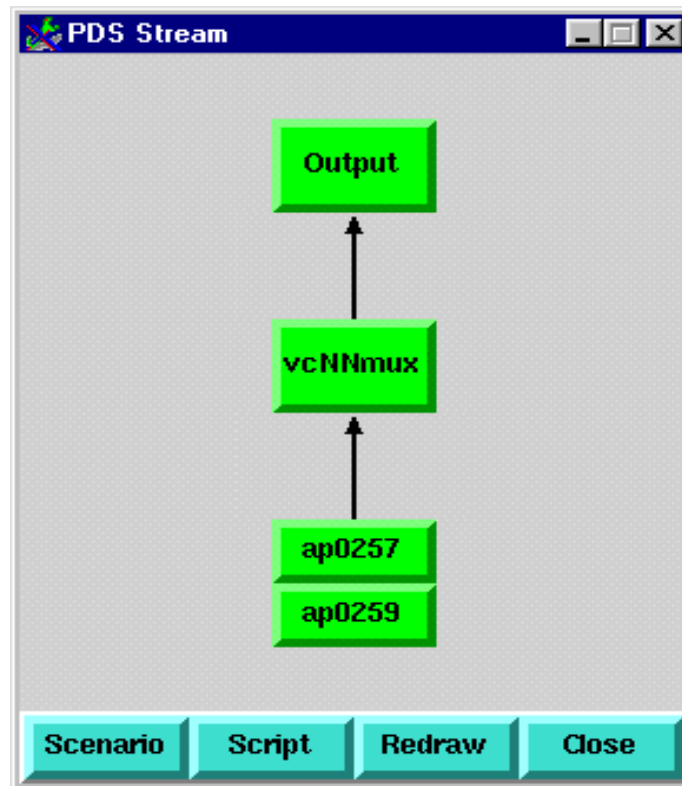 PDS Stream
Output
vcNNmux
ap0257
ap0259
Scenario Script Redraw Close